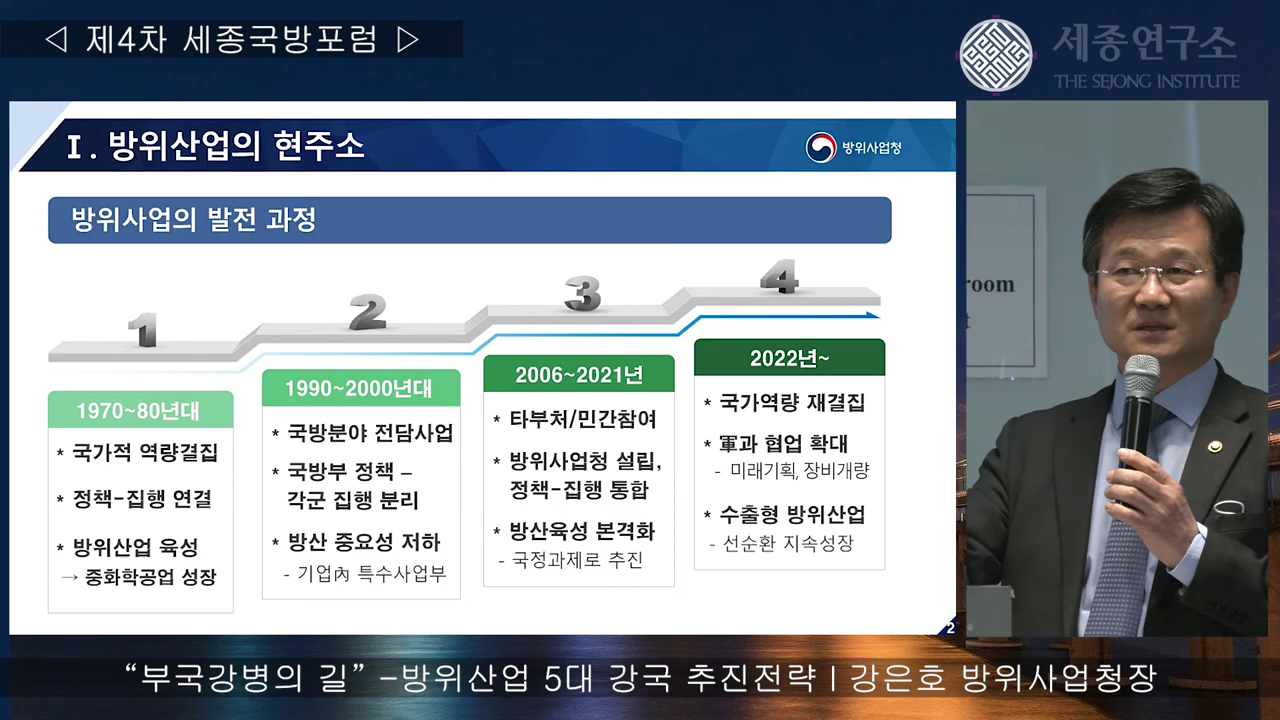 ◁ 제4차 세종국방포럼 ▷
세종연구소
THE SEJONG INSTITUTE
Ⅰ. 방위산업의 현주소
방위사업청
방위사업의 발전 과정
1
2
3
4
1970~80년대
* 국가적 역량결집
* 정책-집행 연결
* 방위산업 육성
→ 중화학공업 성장
1990~2000년대
* 국방분야 전담사업
* 국방부 정책 –
각군 집행 분리
* 방산 중요성 저하
- 기업內 특수사업부
2006~2021년
* 타부처/민간참여
* 방위사업청 설립,
정책-집행 통합
* 방산육성 본격화
- 국정과제로 추진
2022년~
* 국가역량 재결집
* 軍과 협업 확대
- 미래기획, 장비개량
* 수출형 방위산업
- 선순환 지속성장
2
room
t
“부국강병의 길” -방위산업 5대 강국 추진전략 | 강은호 방위사업청장